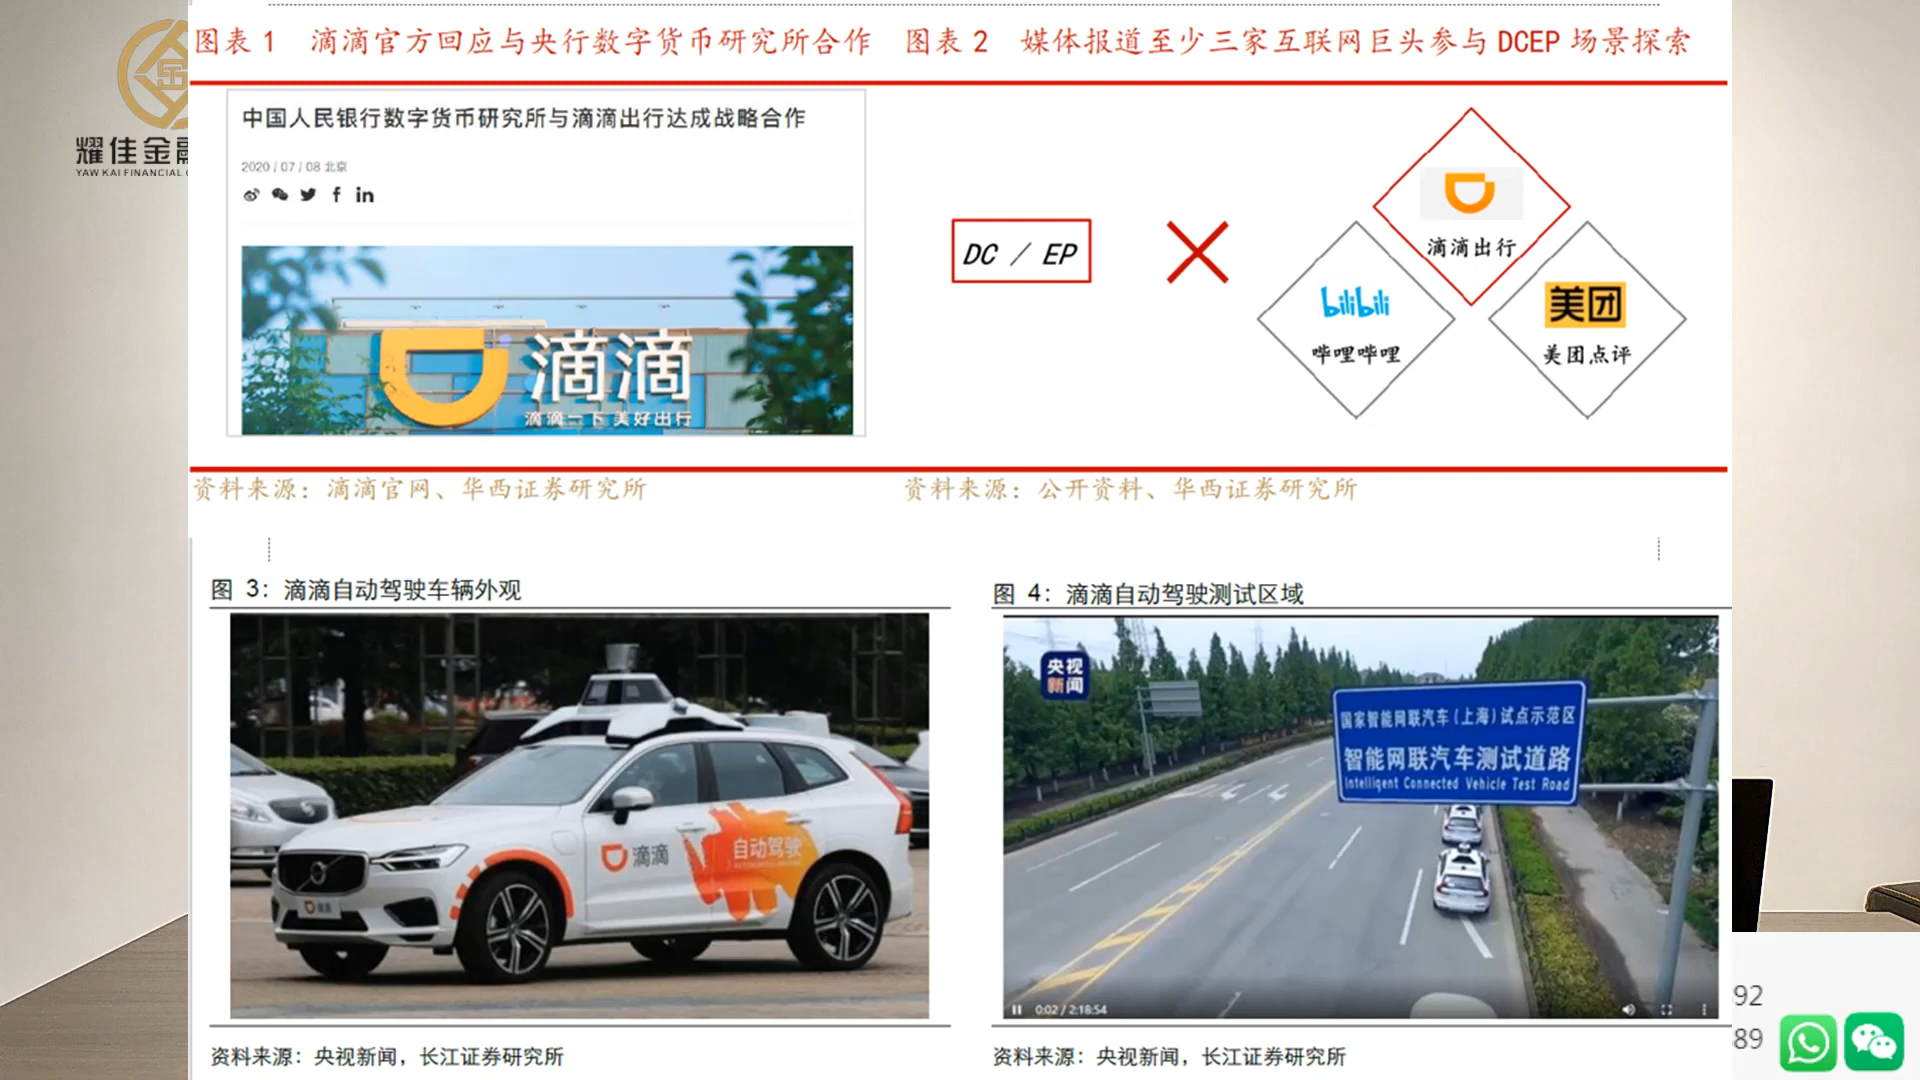 图表 1 滴滴官方回应与央行数字货币研究所合作
图表 2 媒体报道至少三家互联网巨头参与 DCEP 场景探索
耀佳金融
YAW KAI FINANCIAL
中国人民银行数字货币研究所与滴滴出行达成战略合作
2020 / 07 / 08 北京
滴滴
滴滴一下 美好出行
DC / EP
滴滴出行
bilibili
哔哩哔哩
美团
美团点评
资料来源：滴滴官网、华西证券研究所
资料来源：公开资料、华西证券研究所
图 3：滴滴自动驾驶车辆外观
滴滴
自动驾驶
滴滴
资料来源：央视新闻，长江证券研究所
图 4：滴滴自动驾驶测试区域
央视
新闻
国家智能网联汽车（上海）试点示范区
智能网联汽车测试道路
Intelligent Connected Vehicle Test Road
0:02 / 2:18:54
资料来源：央视新闻，长江证券研究所
92
89